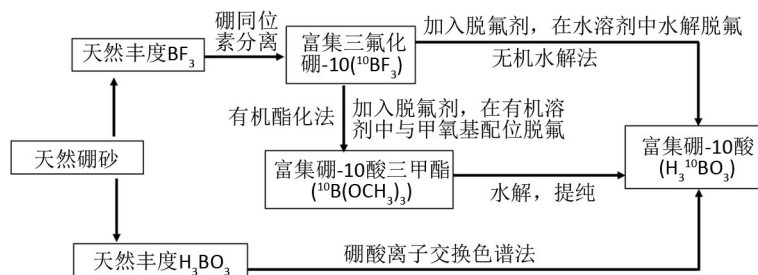 硼同位
素分离
加入脱氟剂，在水溶剂中水解脱氟
天然丰度BF₃
富集三氟化
硼-10(¹⁰BF₃)
无机水解法
有机酯化法
加入脱氟剂，在有机溶
剂中与甲氧基配位脱氟
天然硼砂
富集硼-10酸三甲酯
(¹⁰B(OCH₃)₃
水解，提纯
富集硼-10酸
(H₃¹⁰BO₃)
天然丰度H₃BO₃
硼酸离子交换色谱法